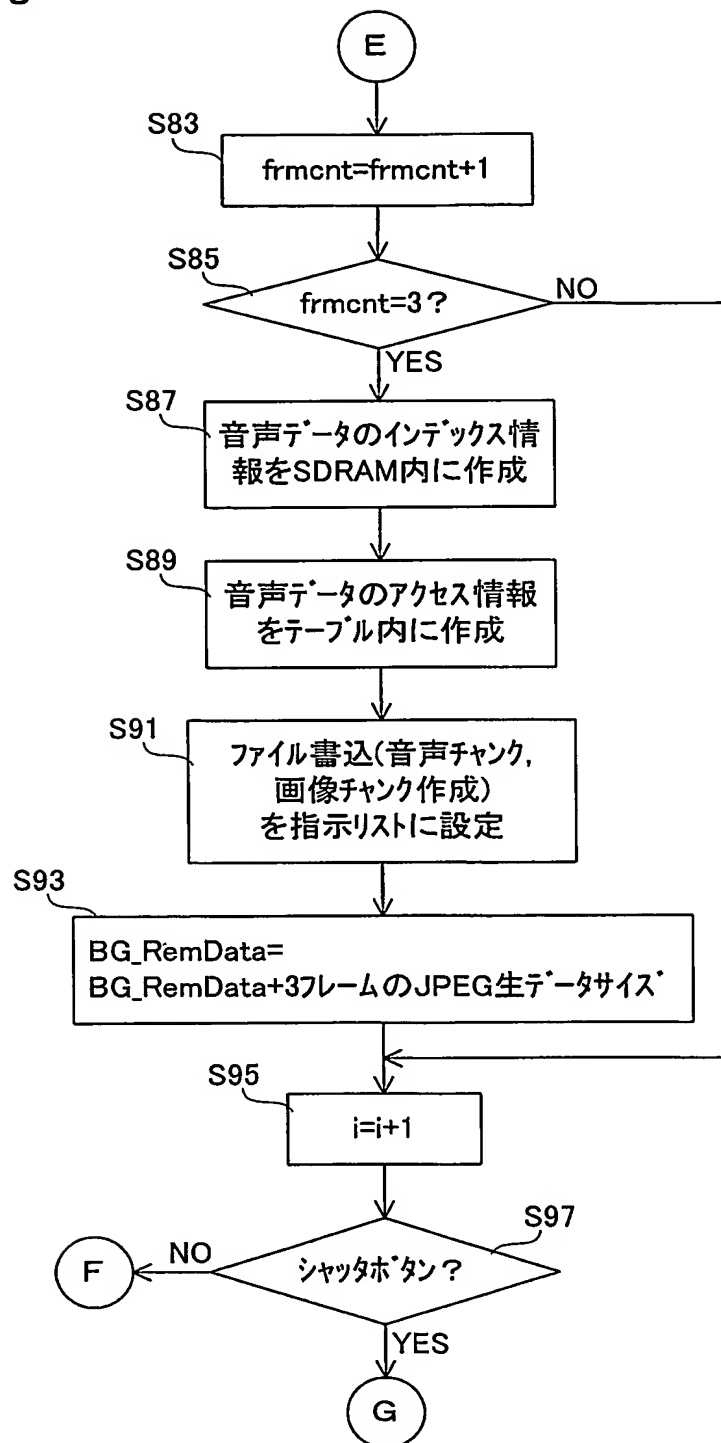 E
S83
frmcnt=frmcnt+1
S85
frmcnt=3?
NO
YES
S87
音声データのインデックス情
報をSDRAM内に作成
S89
音声データのアクセス情報
をテーブル内に作成
S91
ファイル書込(音声チャンク,
画像チャンク作成)
を指示リストに設定
S93
BG_RemData=
BG_RemData+3フレームのJPEG生データサイズ
S95
i=i+1
S97
シャッタボタン?
NO
F
YES
G